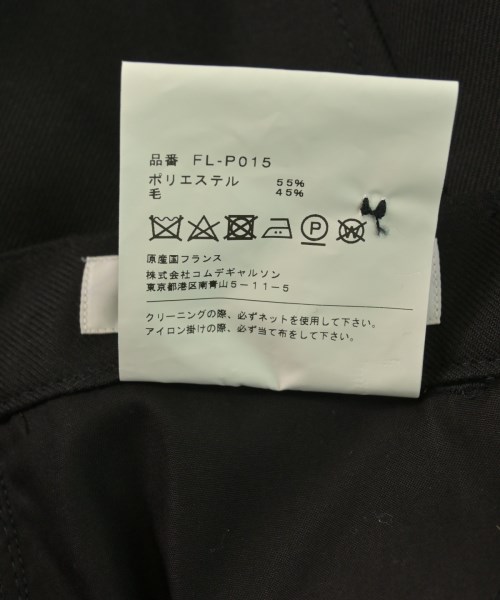 品番 FL-P015
ポリエステル 55%
毛 45%
P W
原産国フランス
株式会社コムデギャルソン
東京都港区南青山5-11-5
クリーニングの際、必ずネットを使用して下さい。
アイロン掛けの際、必ず当て布をして下さい。